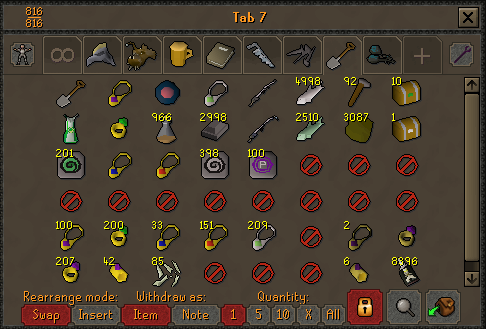 816
816
Tab 7
4998 92 10
966 2998 2510 3087 1
201 398 100
100 200 33 151 209 2
207 42 85 6 8896
Rearrange mode: Withdraw as: Quantity:
Swap Insert Item Note 1 5 10 X All